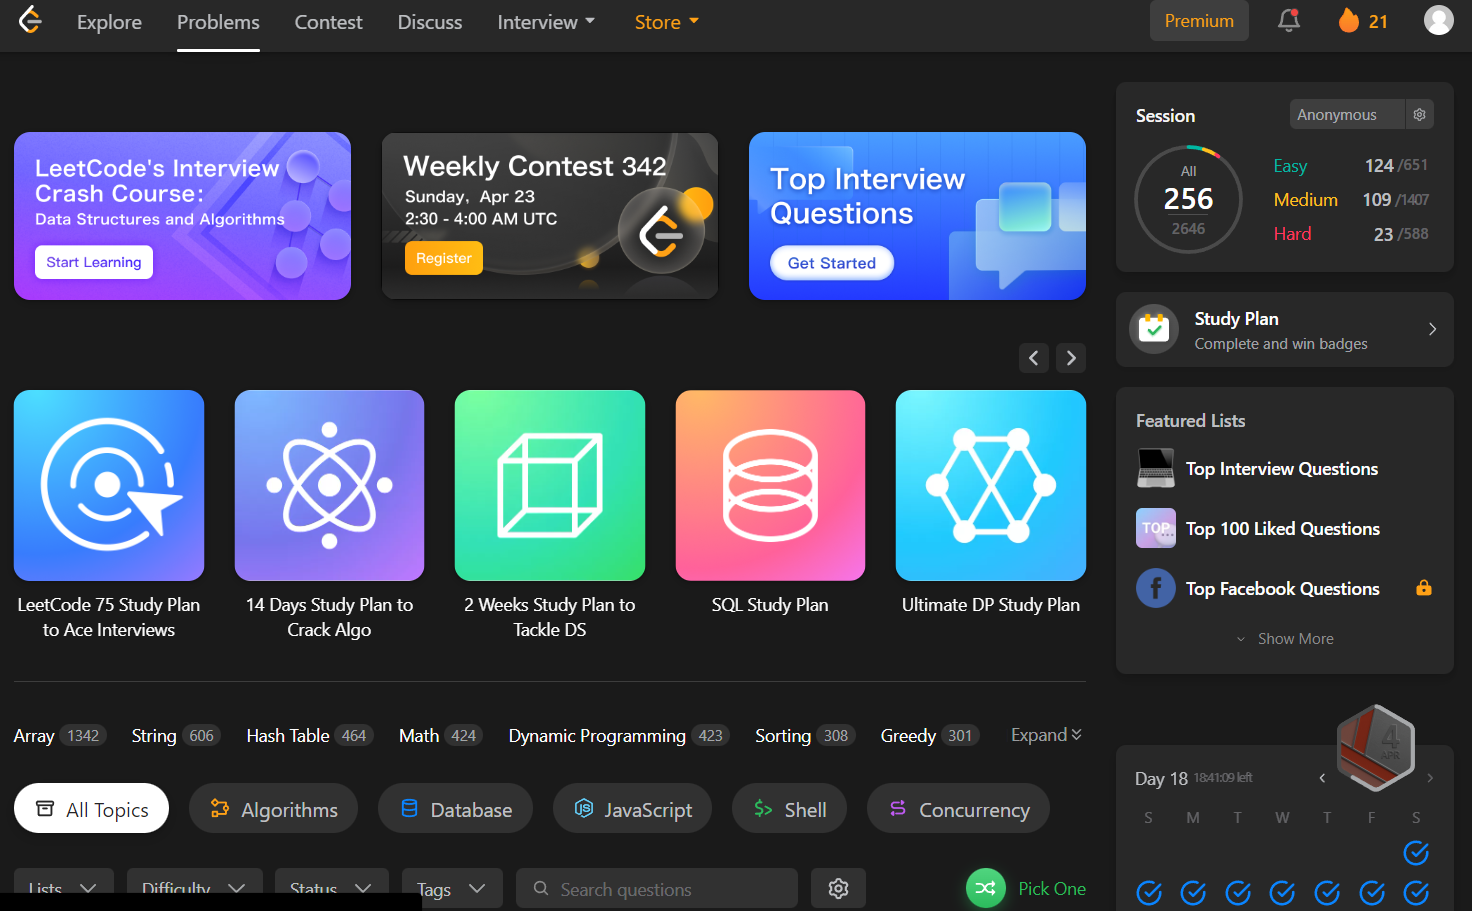 Explore Problems Contest Discuss Interview Store Premium 21
LeetCode's Interview
Crash Course:
Data Structures and Algorithms
Start Learning
Weekly Contest 342
Sunday, Apr 23
2:30 - 4:00 AM UTC
Register
Top Interview
Questions
Get Started
LeetCode 75 Study Plan
to Ace Interviews
14 Days Study Plan to
Crack Algo
2 Weeks Study Plan to
Tackle DS
SQL Study Plan
Ultimate DP Study Plan
Array 1342 String 606 Hash Table 464 Math 424 Dynamic Programming 423 Sorting 308 Greedy 301 Expand
All Topics Algorithms Database JavaScript Shell Concurrency
Lists Difficulty Status Tags Search questions Pick One
Session Anonymous
All
256
2646
Easy 124 /651
Medium 109 /1407
Hard 23 /588
Study Plan
Complete and win badges
Featured Lists
Top Interview Questions
TOP
Top 100 Liked Questions
f
Top Facebook Questions
Show More
4
APR
Day 18 18:41:09 left
S M T W T F S